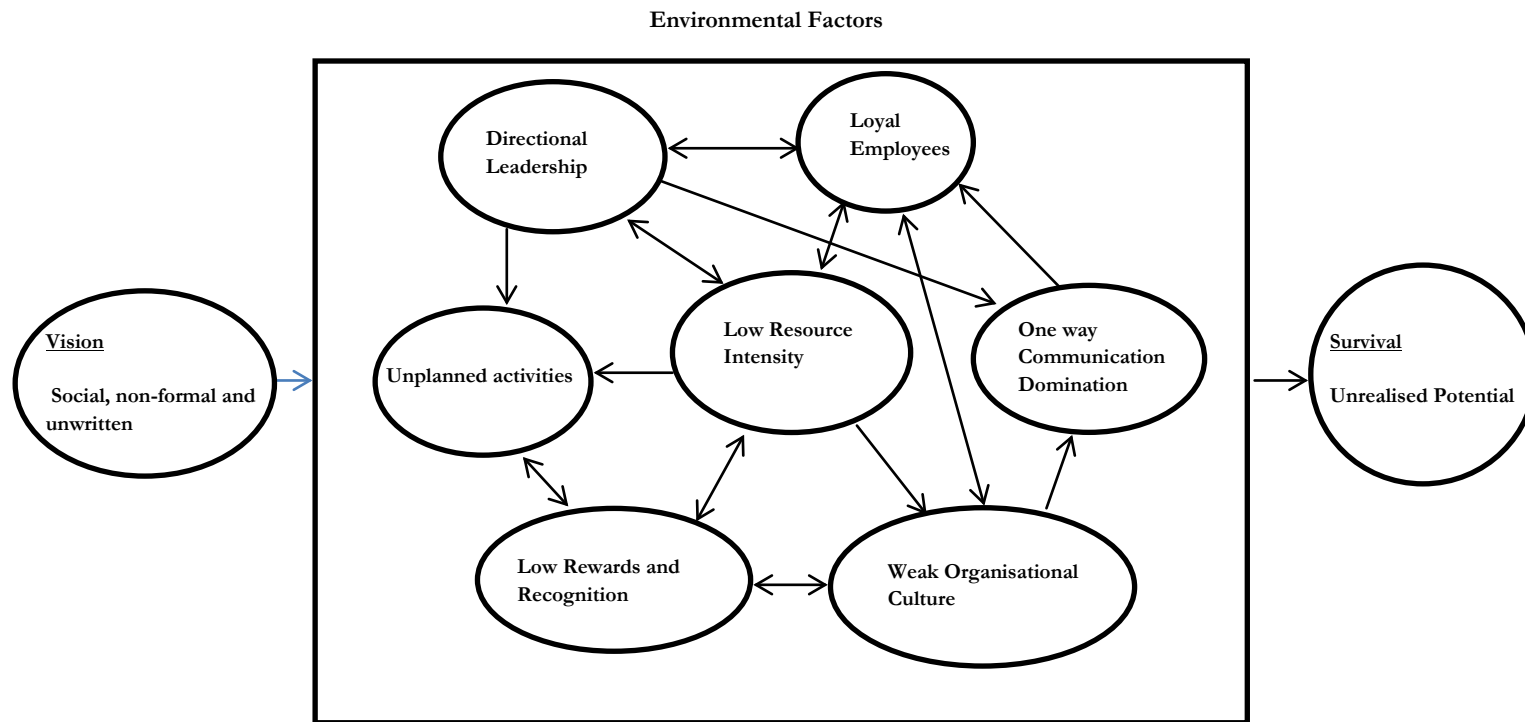 Environmental Factors
Directional
Leadership
Loyal
Employees
Vision
Social, non-formal and
unwritten
Unplanned activities
Low Resource
Intensity
One way
Communication
Domination
Survival
Unrealised Potential
Low Rewards and
Recognition
Weak Organisational
Culture